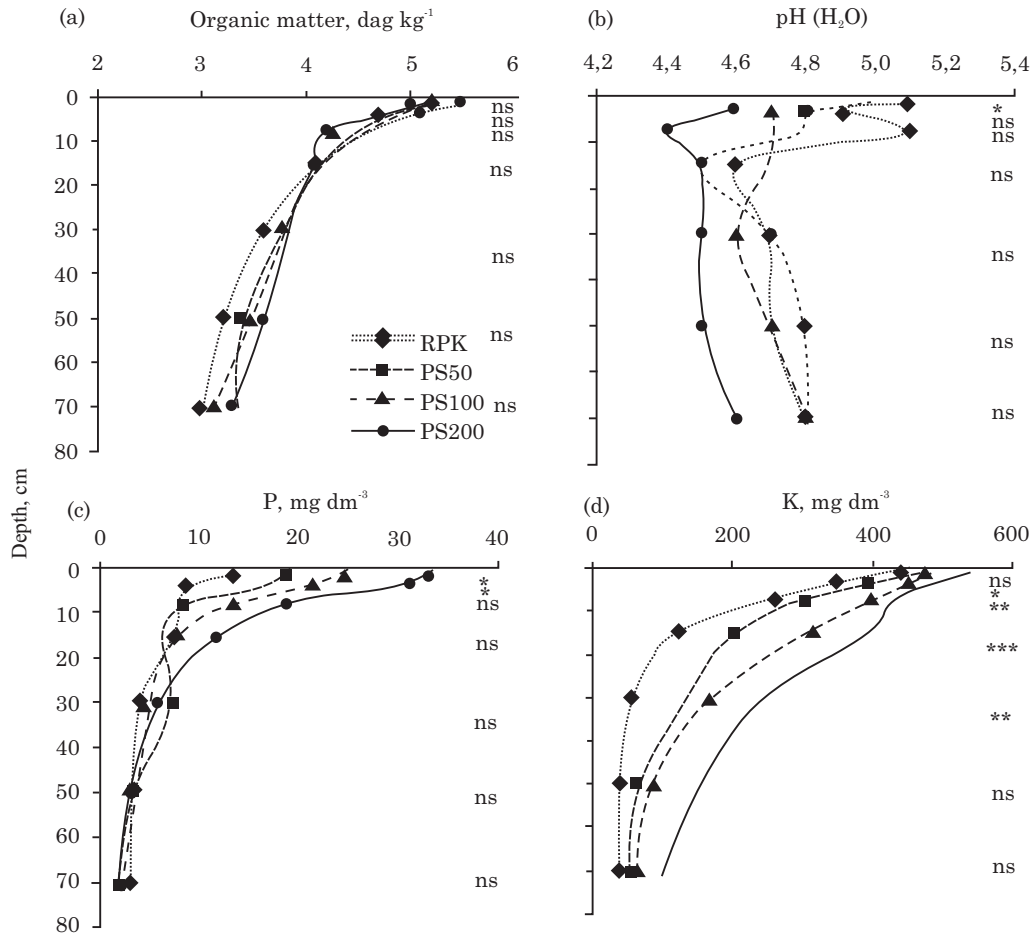 (a)
Organic matter, dag kg-1
2 3 4 5 6
0
10
20
30
40
50
60
70
80
ns
ns
ns
ns
ns
ns
ns
RPK
PS50
PS100
PS200
(b)
pH (H2O)
4,2 4,4 4,6 4,8 5,0 5,2 5,4
*
ns
ns
ns
ns
ns
ns
Depth, cm
(c)
P, mg dm-3
0 10 20 30 40
0
10
20
30
40
50
60
70
80
*
*
ns
ns
ns
ns
ns
(d)
K, mg dm-3
0 200 400 600
ns
*
**
***
**
ns
ns